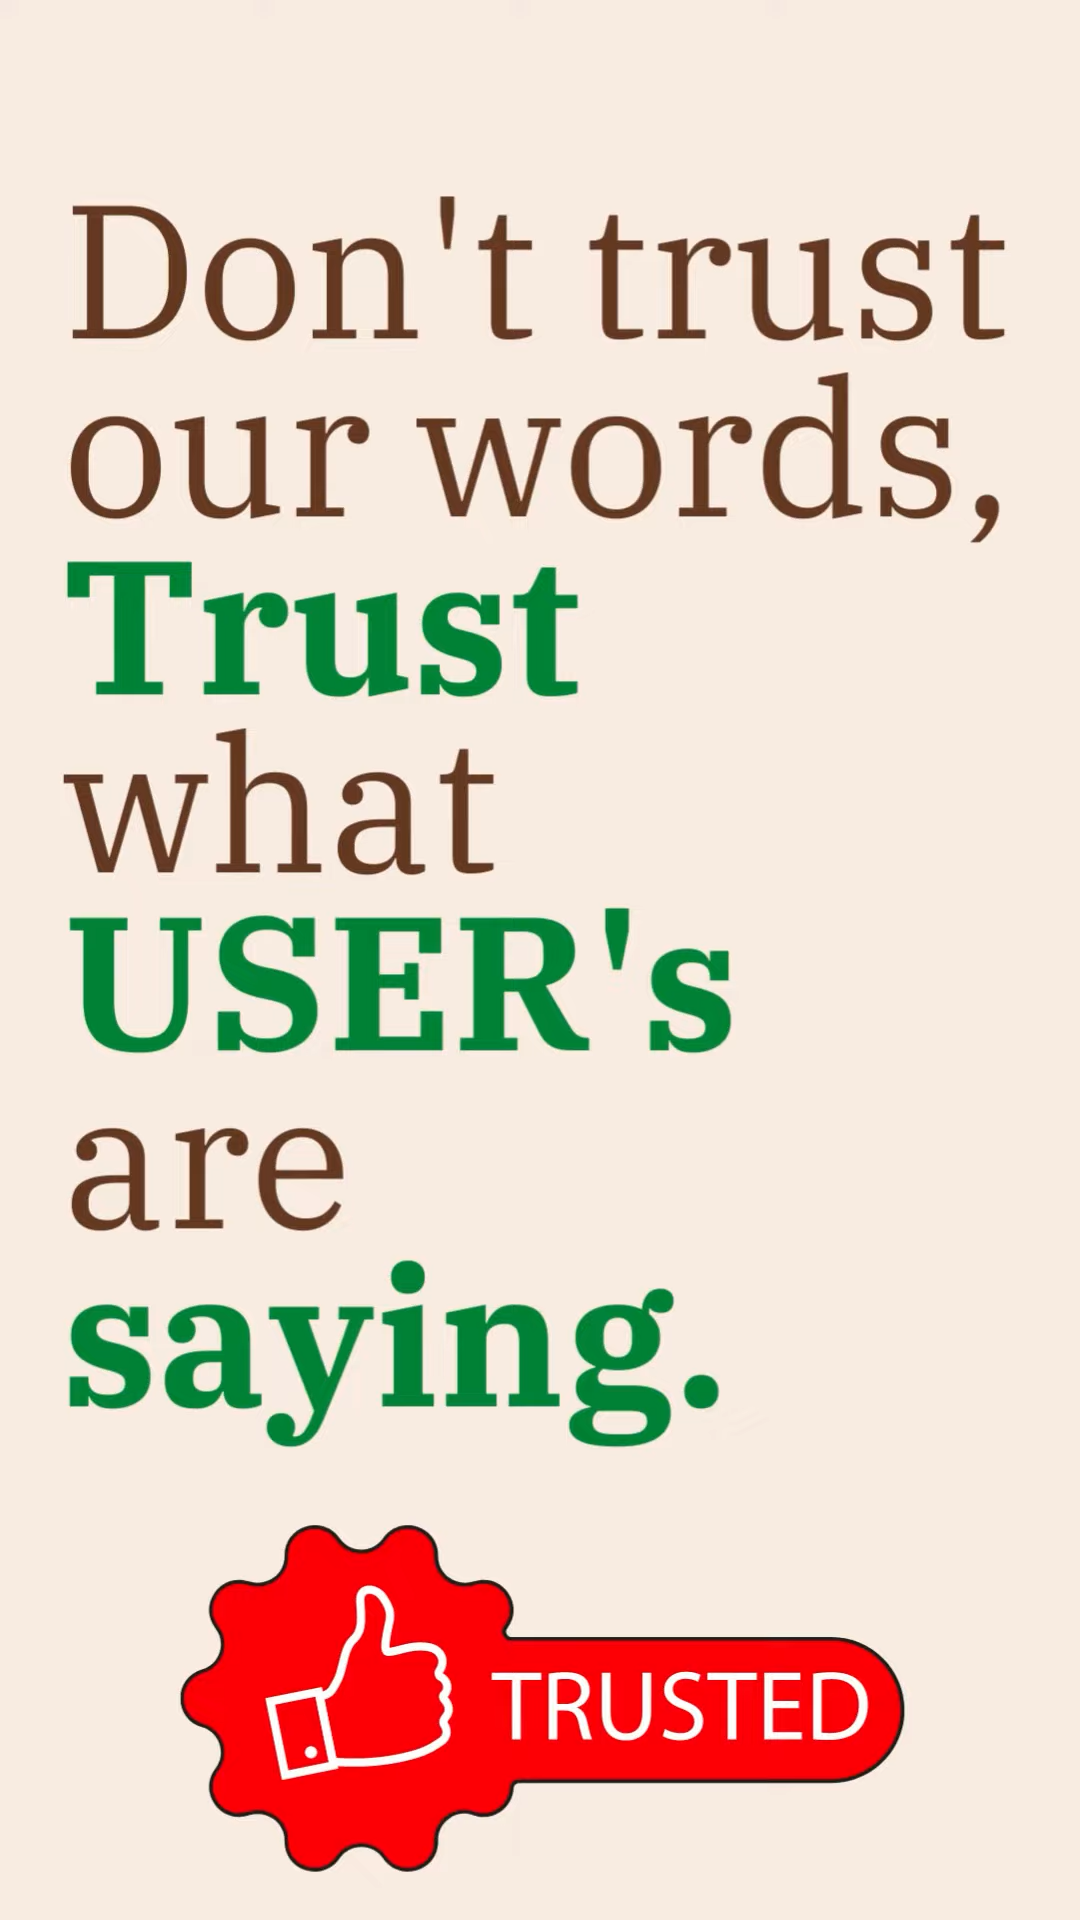 Don't trust
our words,
Trust
what
USER's
are
saying.
TRUSTED